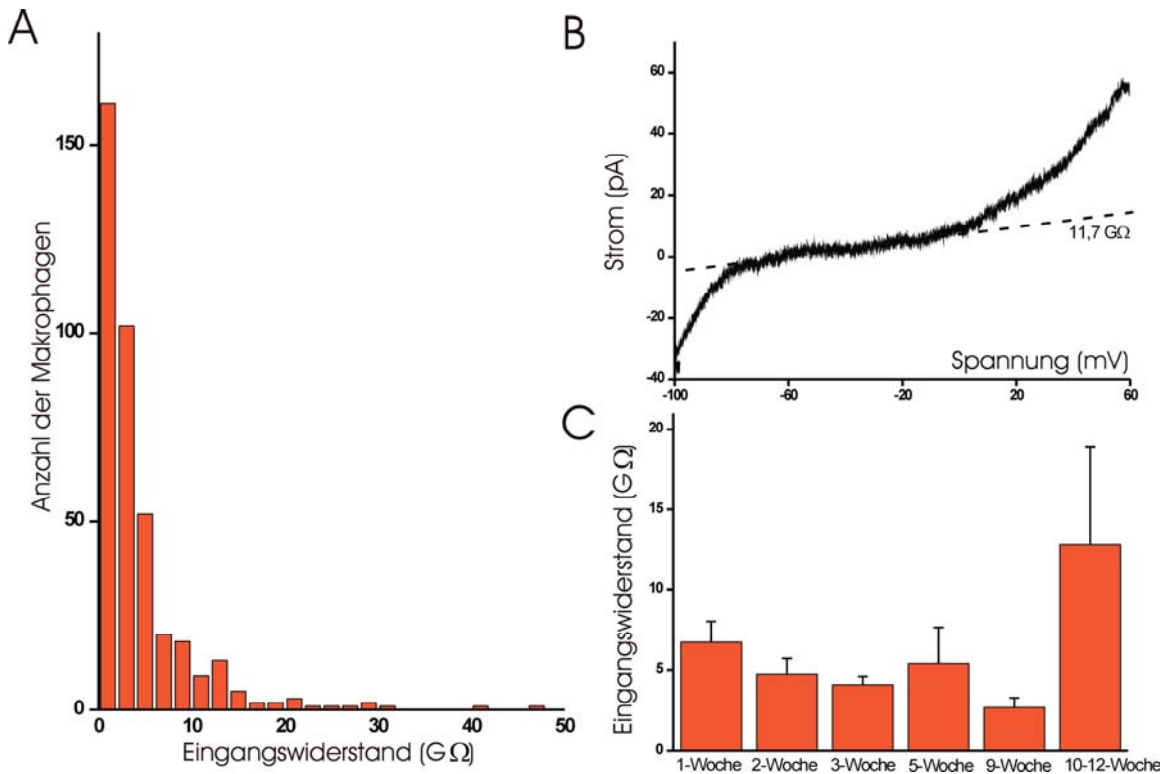 A
Anzahl der Makrophagen
150
100
50
0
0 10 20 30 40 50
Eingangswiderstand (GΩ)
B
Strom (pA)
60
40
20
0
-20
-40
11,7 GΩ
Spannung (mV)
-100 -60 -20 20 60
C
Eingangswiderstand (GΩ)
20
15
10
5
0
1-Woche 2-Woche 3-Woche 5-Woche 9-Woche 10-12-Woche